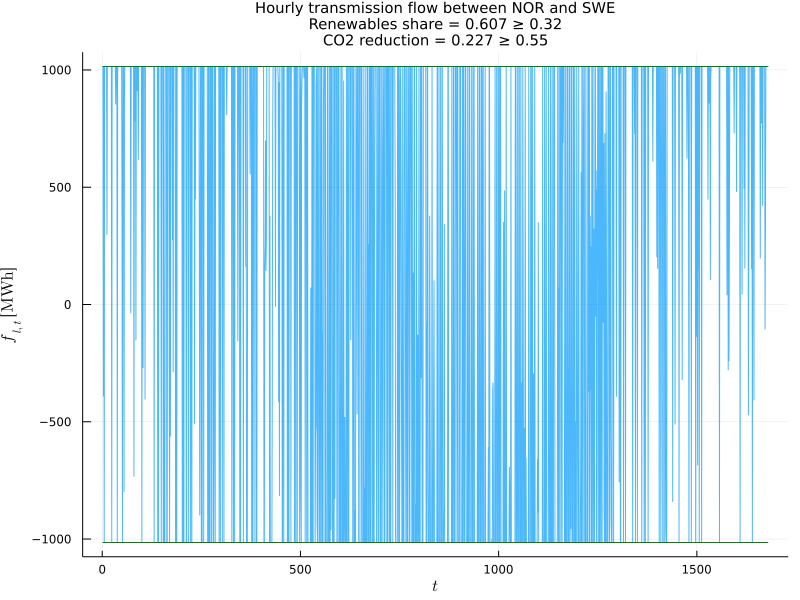 Hourly transmission flow between NOR and SWE
Renewables share = 0.607 ≥ 0.32
CO2 reduction = 0.227 ≥ 0.55
1000
500
0
−500
−1000
f_{l,t} [MWh]
0 500 1000 1500
t